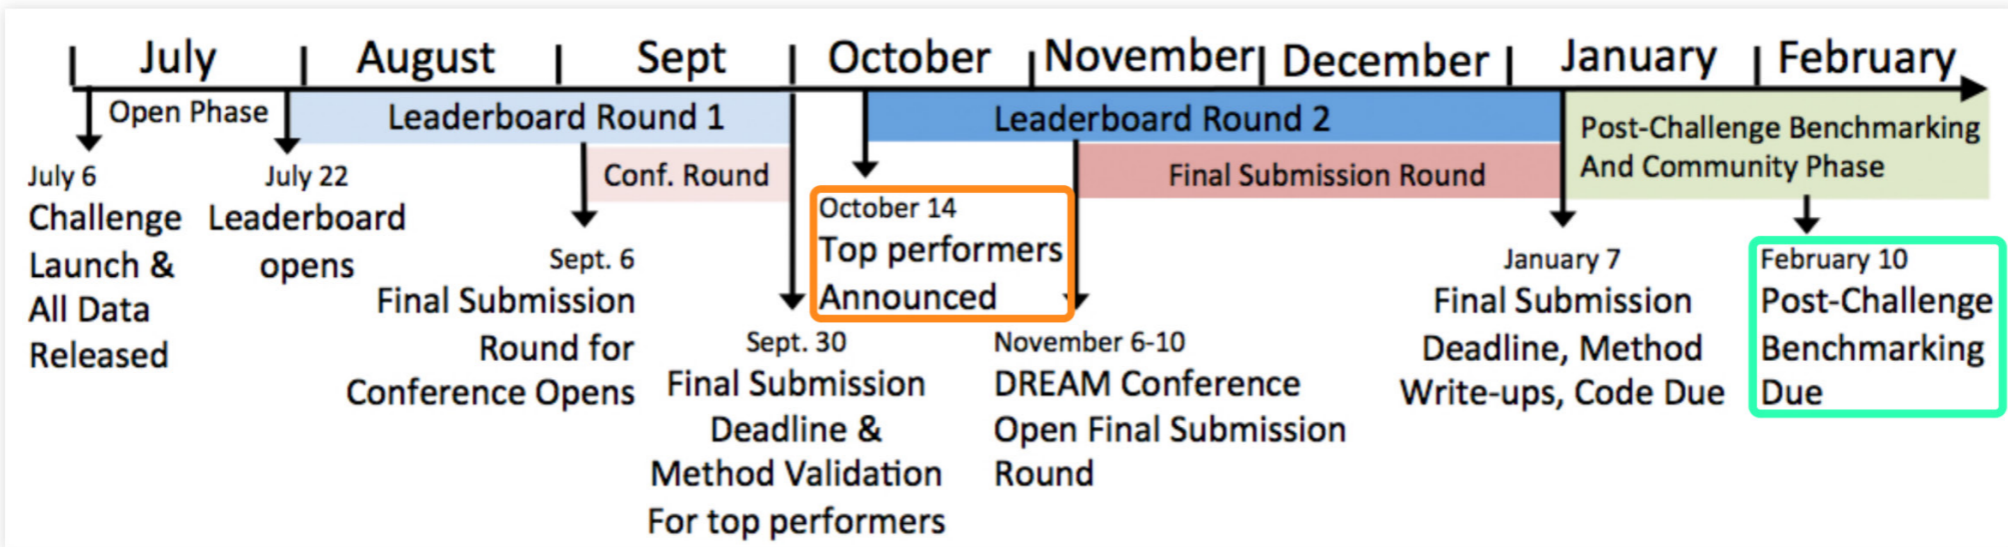 July August Sept October November December January February
Open Phase
Leaderboard Round 1
Leaderboard Round 2
Post-Challenge Benchmarking
And Community Phase
Conf. Round
Final Submission Round
July 6
Challenge
Launch &
All Data
Released
July 22
Leaderboard
opens
Sept. 6
Final Submission
Round for
Conference Opens
Sept. 30
Final Submission
Deadline &
Method Validation
For top performers
October 14
Top performers
Announced
November 6-10
DREAM Conference
Open Final Submission
Round
January 7
Final Submission
Deadline, Method
Write-ups, Code Due
February 10
Post-Challenge
Benchmarking
Due